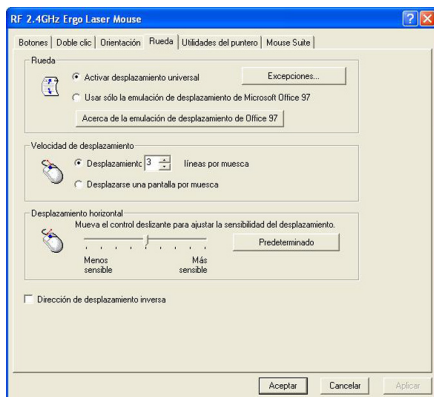 RF 2.4GHz Ergo Laser Mouse
Botones Doble clic Orientación Rueda Utilidades del puntero Mouse Suite
Rueda
Activar desplazamiento universal
Excepciones...
Usar sólo la emulación de desplazamiento de Microsoft Office 97
Acerca de la emulación de desplazamiento de Office 97
Velocidad de desplazamiento
Desplazamiento 3 líneas por muesca
Desplazarse una pantalla por muesca
Desplazamiento horizontal
Mueva el control deslizante para ajustar la sensibilidad del desplazamiento.
Predeterminado
Menos sensible
Más sensible
Dirección de desplazamiento inversa
Aceptar Cancelar Aplicar